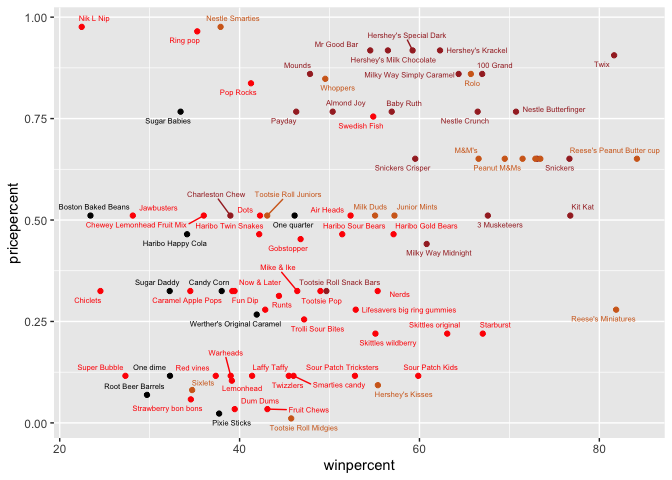 1.00
Nik L Nip
Nestle Smarties
Ring pop
Hershey's Special Dark
Mr Good Bar
Hershey's Krackel
Hershey's Milk Chocolate
Twix
Mounds
Milky Way Simply Caramel
100 Grand
Whoppers
Rolo
Pop Rocks
0.75
Sugar Babies
Payday
Almond Joy
Baby Ruth
Swedish Fish
Nestle Crunch
Nestle Butterfinger
M&M's
Reese's Peanut Butter cup
Snickers Crisper
Peanut M&Ms
Snickers
Charleston Chew
Tootsie Roll Juniors
Boston Baked Beans
Jawbusters
Dots
Air Heads
Milk Duds
Junior Mints
Kit Kat
0.50
Chewey Lemonhead Fruit Mix
Haribo Twin Snakes
One quarter
Haribo Sour Bears
Haribo Gold Bears
3 Musketeers
Haribo Happy Cola
Gobstopper
Milky Way Midnight
Mike & Ike
Sugar Daddy
Candy Corn
Now & Later
Tootsie Roll Snack Bars
Chiclets
Caramel Apple Pops
Fun Dip
Runts
Tootsie Pop
Nerds
Lifesavers big ring gummies
Reese's Miniatures
0.25
Werther's Original Caramel
Trolli Sour Bites
Skittles wildberry
Skittles original
Starburst
Warheads
Super Bubble
One dime
Red vines
Laffy Taffy
Sour Patch Tricksters
Sour Patch Kids
Root Beer Barrels
Sixlets
Lemonhead
Twizzlers
Smarties candy
Hershey's Kisses
Strawberry bon bons
Dum Dums
Fruit Chews
Pixie Sticks
Tootsie Roll Midgies
0.00
20
40
60
80
winpercent
pricepercent